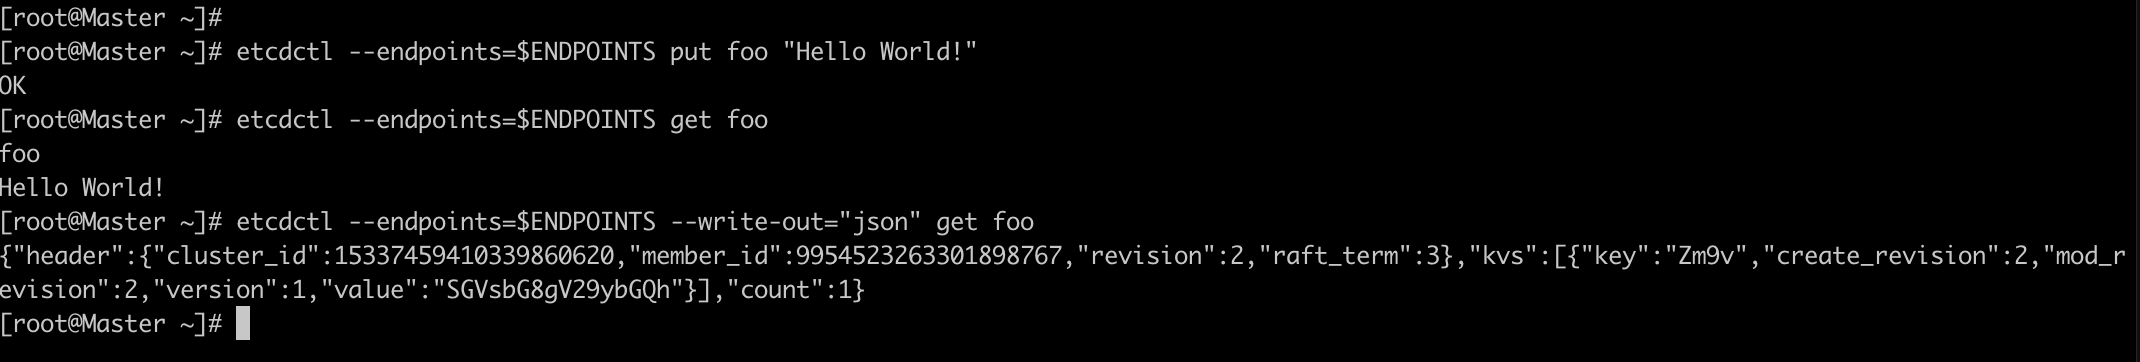 [root@Master ~]#
[root@Master ~]# etcdctl --endpoints=$ENDPOINTS put foo "Hello World!"
OK
[root@Master ~]# etcdctl --endpoints=$ENDPOINTS get foo
foo
Hello World!
[root@Master ~]# etcdctl --endpoints=$ENDPOINTS --write-out="json" get foo
{"header":{"cluster_id":15337459410339860620,"member_id":9954523263301898767,"revision":2,"raft_term":3},"kvs":[{"key":"Zm9v","create_revision":2,"mod_r
evision":2,"version":1,"value":"SGVsbG8gV29ybGQh"}],"count":1}
[root@Master ~]#